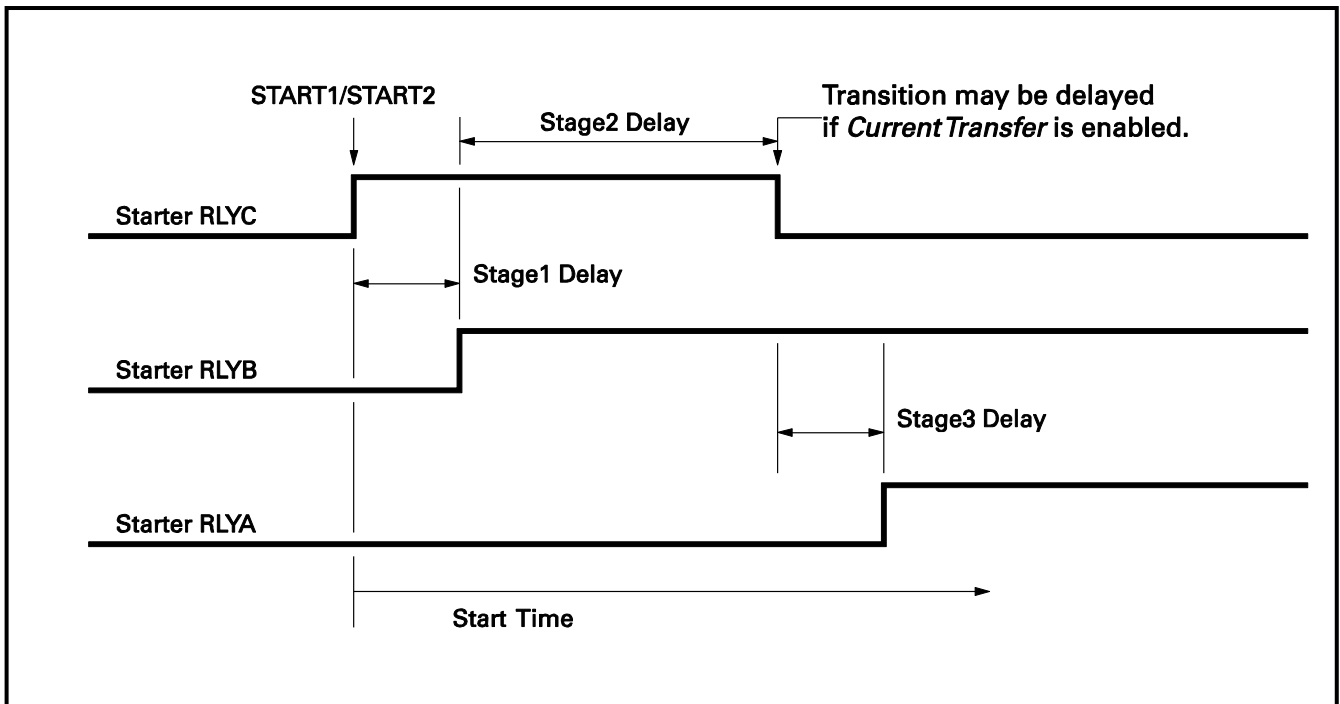 START1/START2
Stage2 Delay
Transition may be delayed
if Current Transfer is enabled.
Starter RLYC
Stage1 Delay
Starter RLYB
Stage3 Delay
Starter RLYA
Start Time